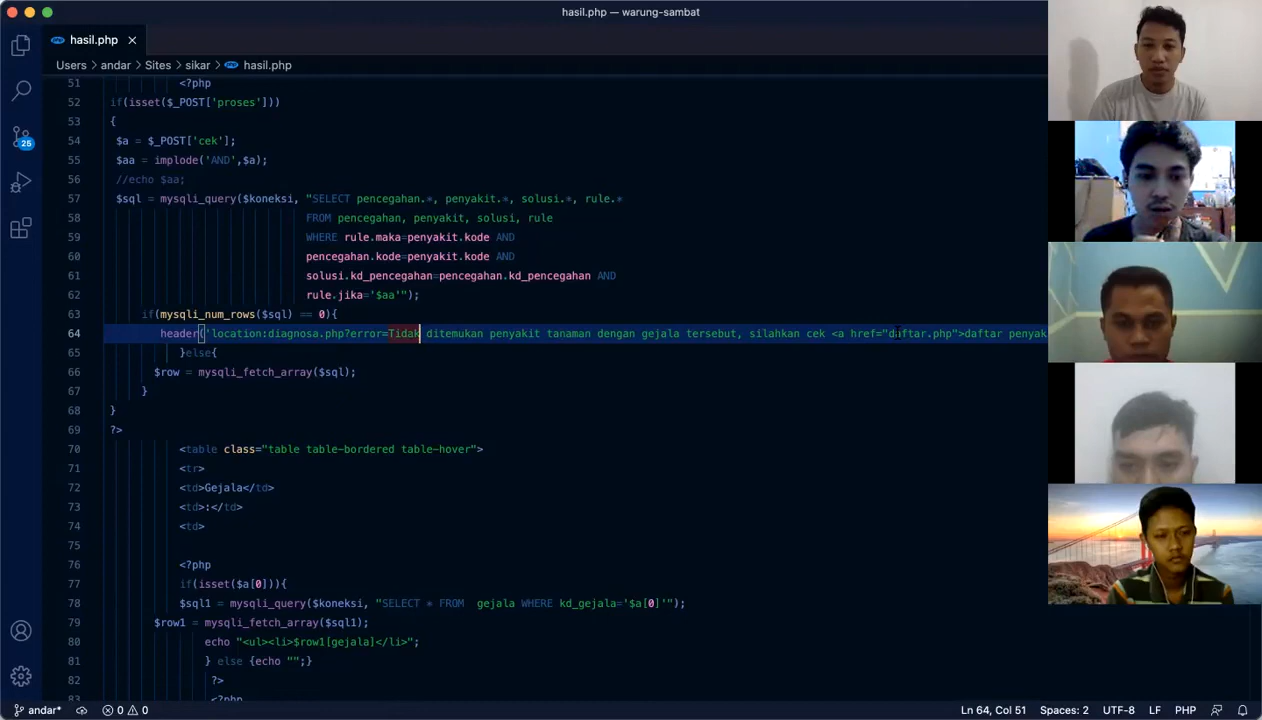 hasil.php — warung-sambat
hasil.php
Users > andar > Sites > sikar > hasil.php
51 <?php
52 if(isset($_POST['proses']))
53 {
54 $a = $_POST['cek'];
55 $aa = implode('AND',$a);
56 //echo $aa;
57 $sql = mysqli_query($koneksi, "SELECT pencegahan.*, penyakit.*, solusi.*, rule.*
58 FROM pencegahan, penyakit, solusi, rule
59 WHERE rule.maka=penyakit.kode AND
60 pencegahan.kode=penyakit.kode AND
61 solusi.kd_pencegahan=pencegahan.kd_pencegahan AND
62 rule.jika='$aa'");
63 if(mysqli_num_rows($sql) == 0){
64 header('location:diagnosa.php?error=Tidak ditemukan penyakit tanaman dengan gejala tersebut, silahkan cek <a href="daftar.php">daftar penyak
65 }else{
66 $row = mysqli_fetch_array($sql);
67 }
68 }
69 ?>
70 <table class="table table-bordered table-hover">
71 <tr>
72 <td>Gejala</td>
73 <td>:</td>
74 <td>
75
76 <?php
77 if(isset($a[0])){
78 $sql1 = mysqli_query($koneksi, "SELECT * FROM  gejala WHERE kd_gejala='$a[0]'");
79 $row1 = mysqli_fetch_array($sql1);
80 echo "<ul><li>$row1[gejala]</li>";
81 } else {echo "";}
82 ?>
83 <?php
25
andar* 0 0 Ln 64, Col 51 Spaces: 2 UTF-8 LF PHP